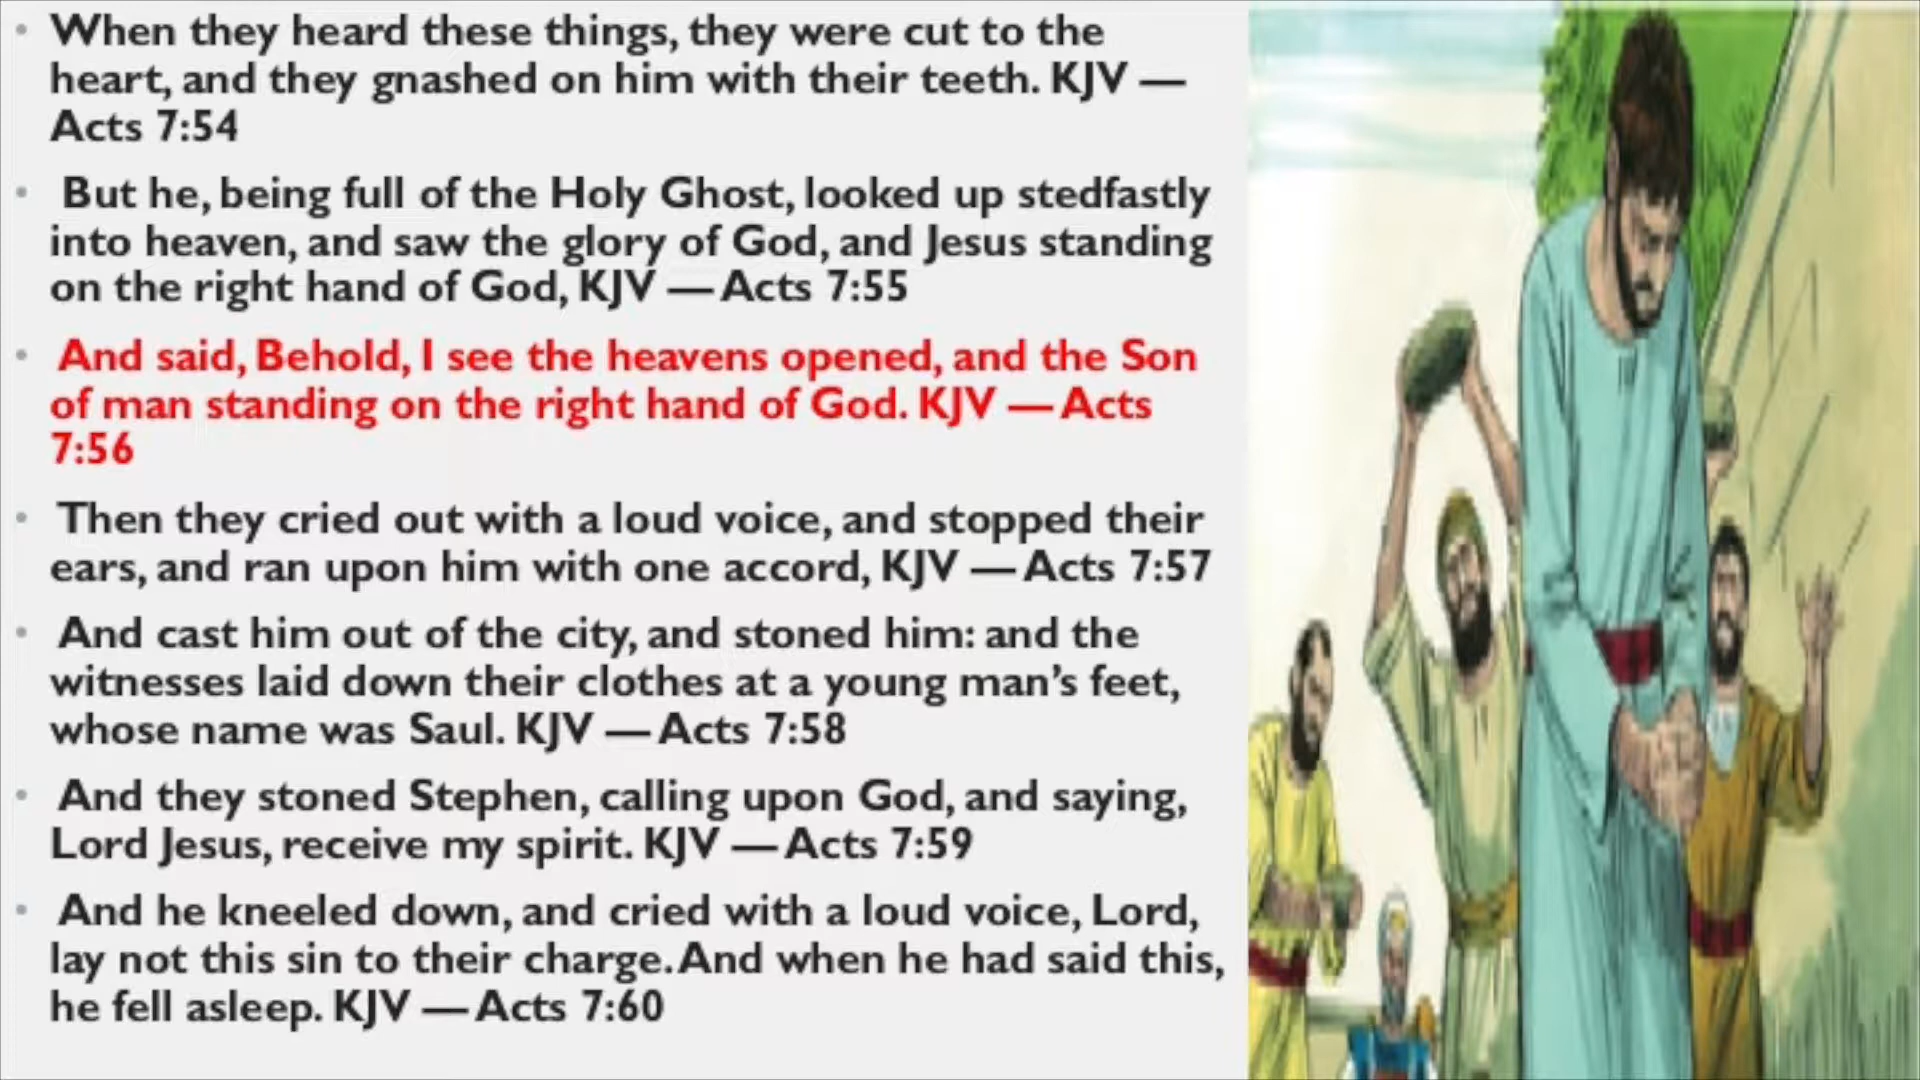 • When they heard these things, they were cut to the
heart, and they gnashed on him with their teeth. KJV —
Acts 7:54
• But he, being full of the Holy Ghost, looked up stedfastly
into heaven, and saw the glory of God, and Jesus standing
on the right hand of God, KJV — Acts 7:55
• And said, Behold, I see the heavens opened, and the Son
of man standing on the right hand of God. KJV — Acts
7:56
• Then they cried out with a loud voice, and stopped their
ears, and ran upon him with one accord, KJV — Acts 7:57
• And cast him out of the city, and stoned him: and the
witnesses laid down their clothes at a young man’s feet,
whose name was Saul. KJV — Acts 7:58
• And they stoned Stephen, calling upon God, and saying,
Lord Jesus, receive my spirit. KJV — Acts 7:59
• And he kneeled down, and cried with a loud voice, Lord,
lay not this sin to their charge. And when he had said this,
he fell asleep. KJV — Acts 7:60